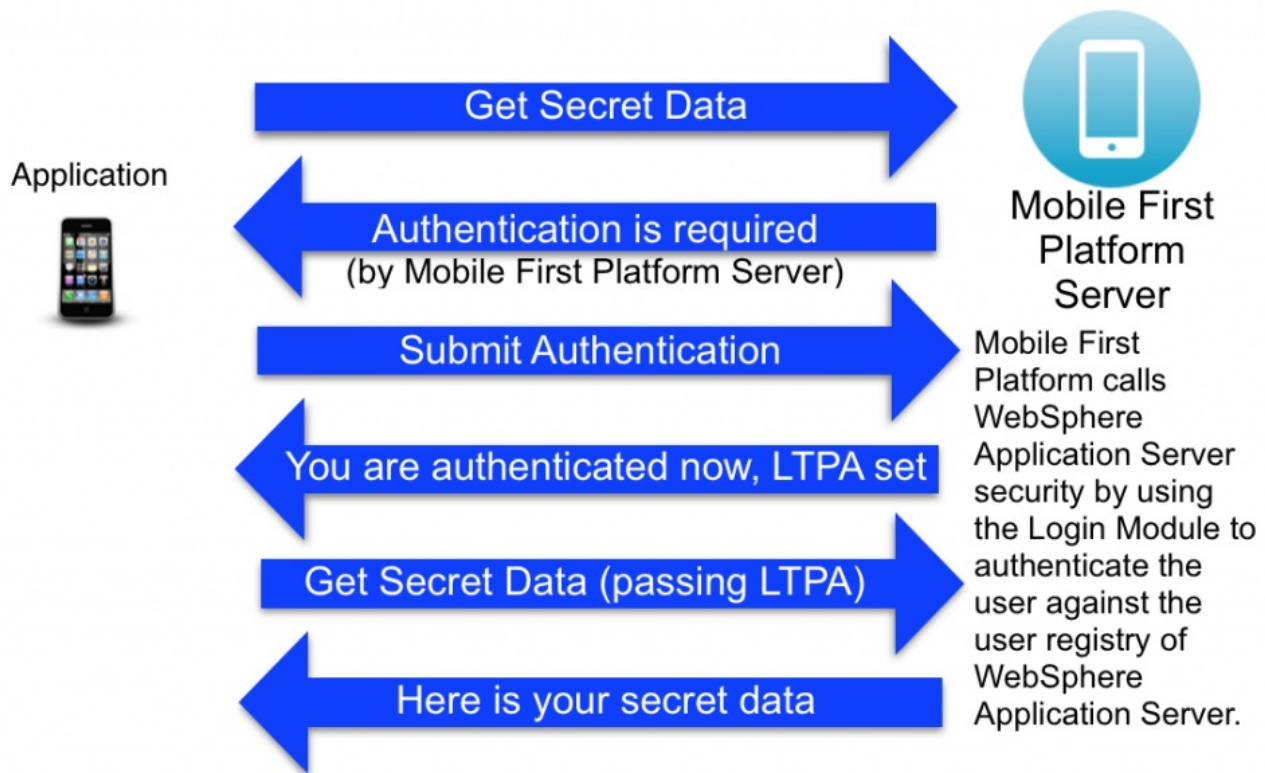 Get Secret Data
Application
Mobile First
Platform
Server
Authentication is required
(by Mobile First Platform Server)
Submit Authentication
Mobile First
Platform calls
WebSphere
Application Server
security by using
the Login Module to
authenticate the
user against the
user registry of
WebSphere
Application Server.
You are authenticated now, LTPA set
Get Secret Data (passing LTPA)
Here is your secret data